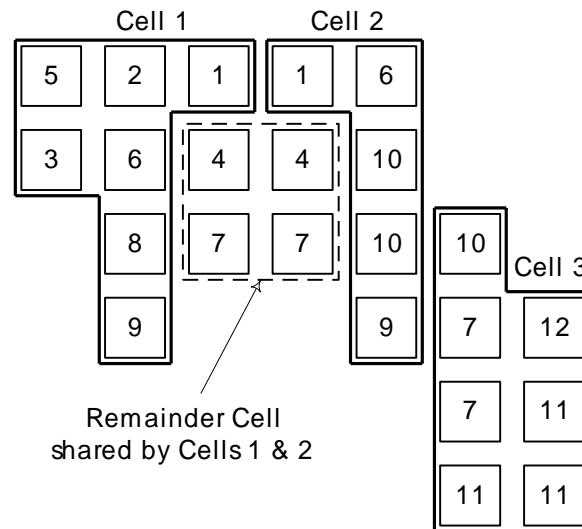 Cell 1 Cell 2
5 2 1 1 6
3 6 4 4 10
8 7 7 10 10
Cell 3
9 9 7 12
Remainder Cell
shared by Cells 1 & 2
7 11
11 11